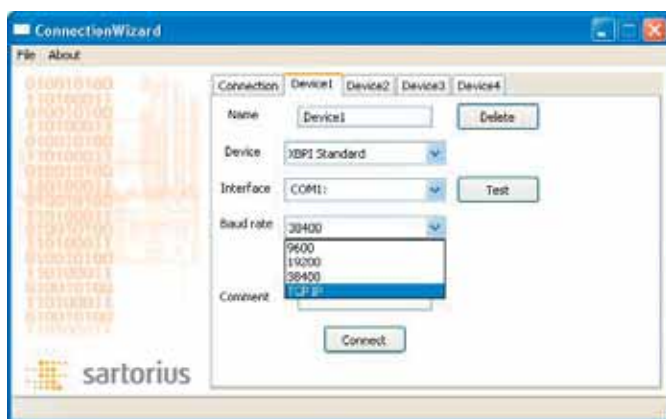 ConnectionWizard
File About
Connection Device1 Device2 Device3 Device4
Name Device1 Delete
Device XBPI Standard
Interface COM1: Test
Baud rate 38400
9600
19200
38400
TCP IP
Comment
Connect
sartorius